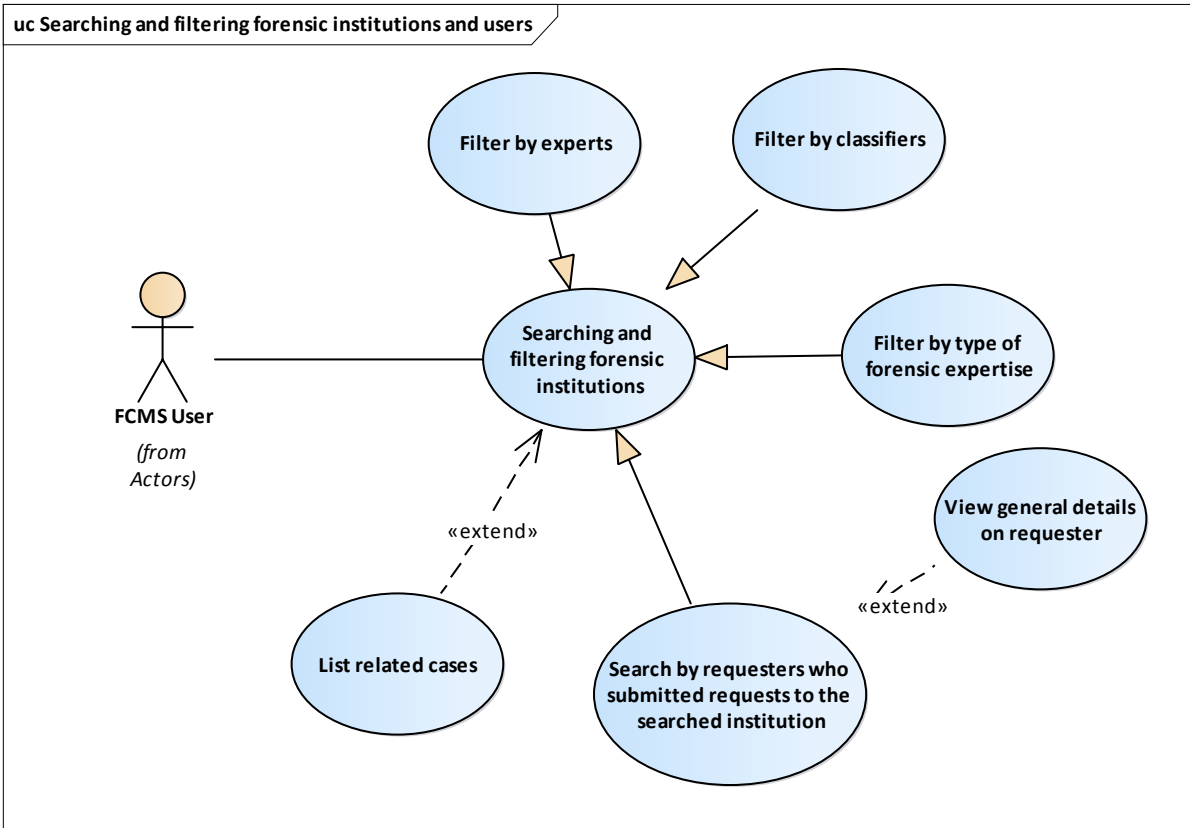 uc Searching and filtering forensic institutions and users
Filter by experts
Filter by classifiers
Searching and
filtering forensic
institutions
Filter by type of
forensic expertise
FCMS User
(from
Actors)
View general details
on requester
«extend»
«extend»
List related cases
Search by requesters who
submitted requests to the
searched institution